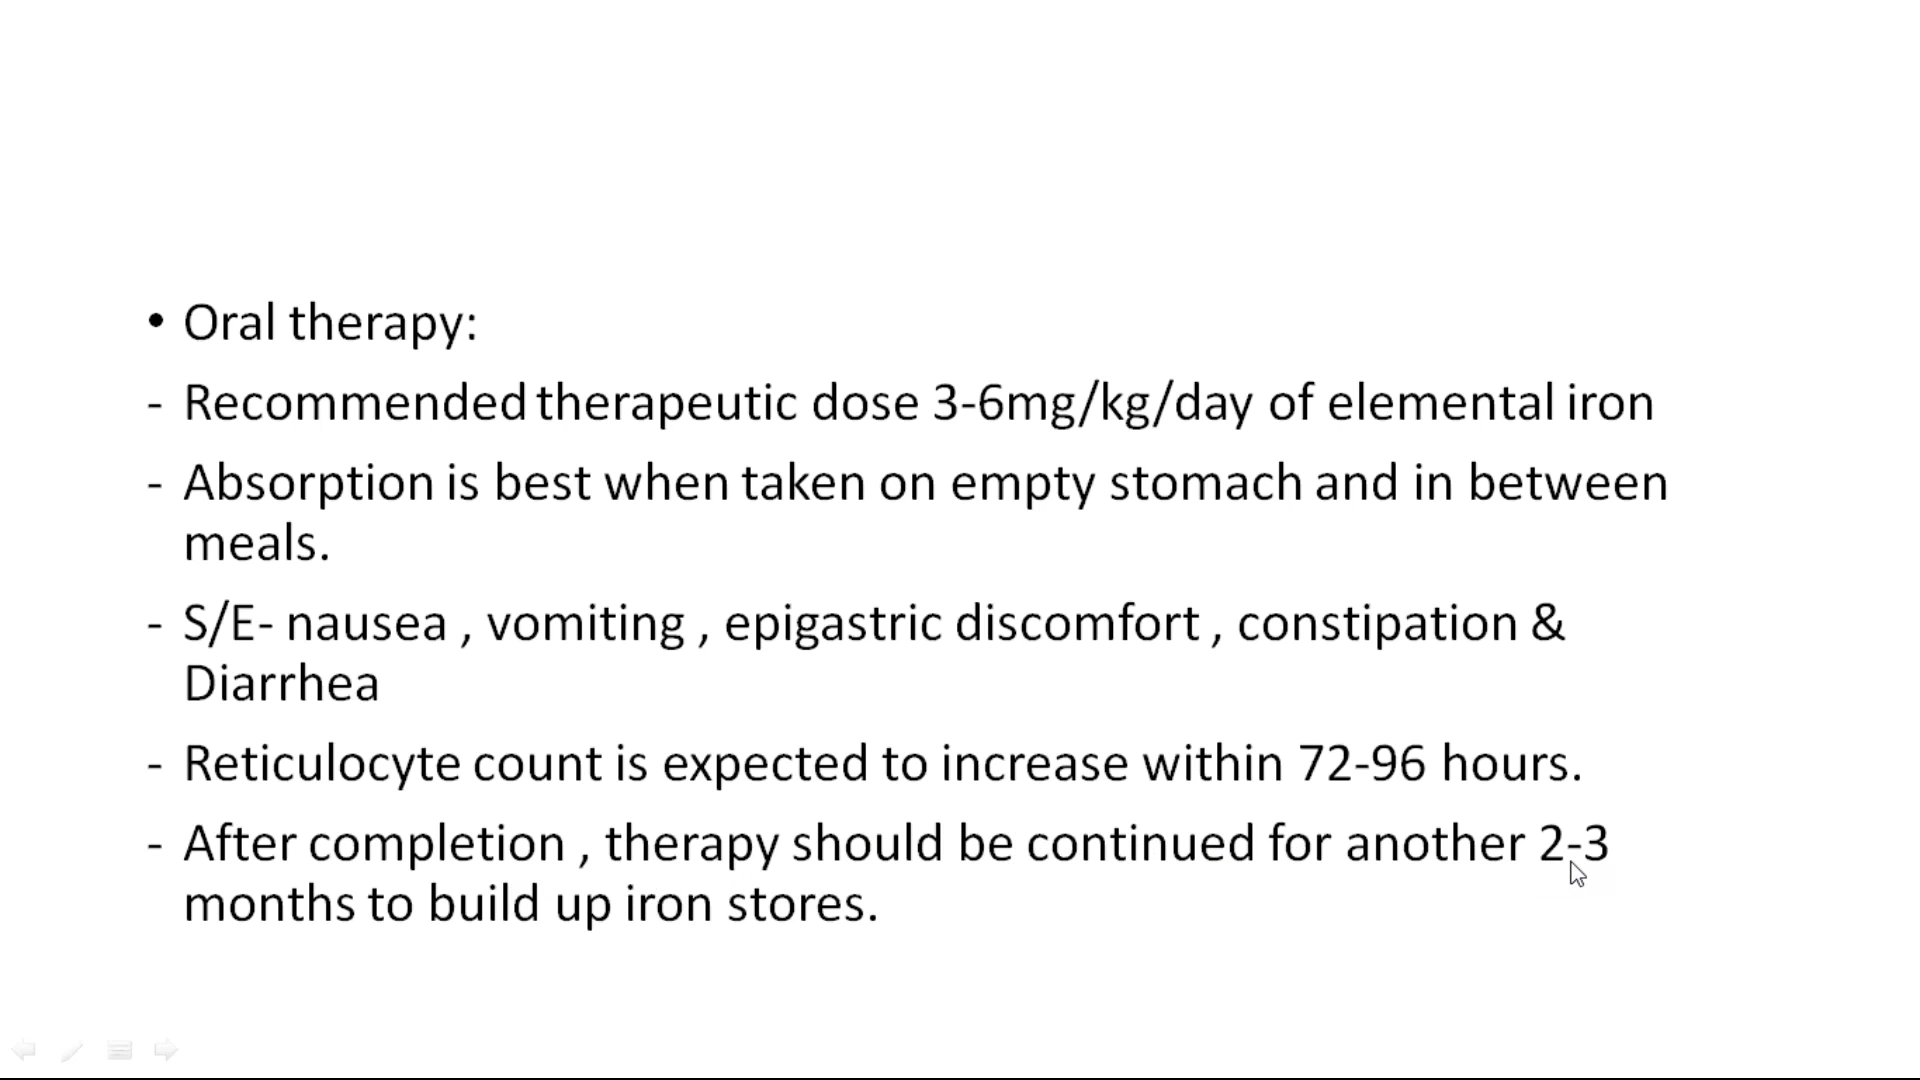 • Oral therapy:
- Recommended therapeutic dose 3-6mg/kg/day of elemental iron
- Absorption is best when taken on empty stomach and in between
meals.
- S/E- nausea , vomiting , epigastric discomfort , constipation &
Diarrhea
- Reticulocyte count is expected to increase within 72-96 hours.
- After completion , therapy should be continued for another 2-3
months to build up iron stores.